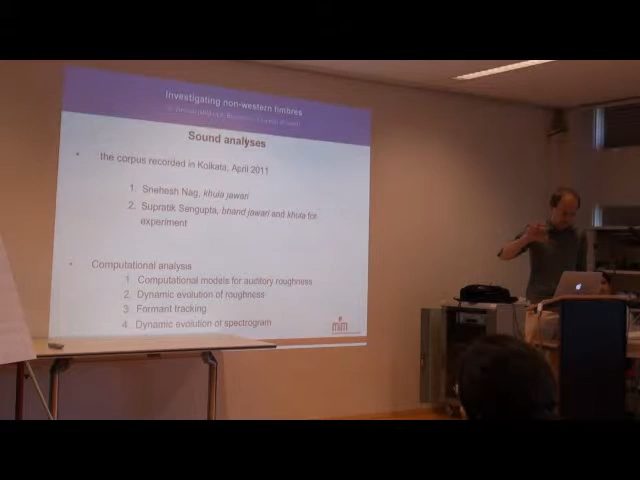 Investigating non-western timbres
Sound analyses
• the corpus recorded in Kolkata, April 2011
1. Snehesh Nag, khula jawari
2. Supratik Sengupta, bhand jawari and khula for
experiment
• Computational analysis
1 Computational models for auditory roughness
2 Dynamic evolution of roughness
3 Formant tracking
4 Dynamic evolution of spectrogram
mim